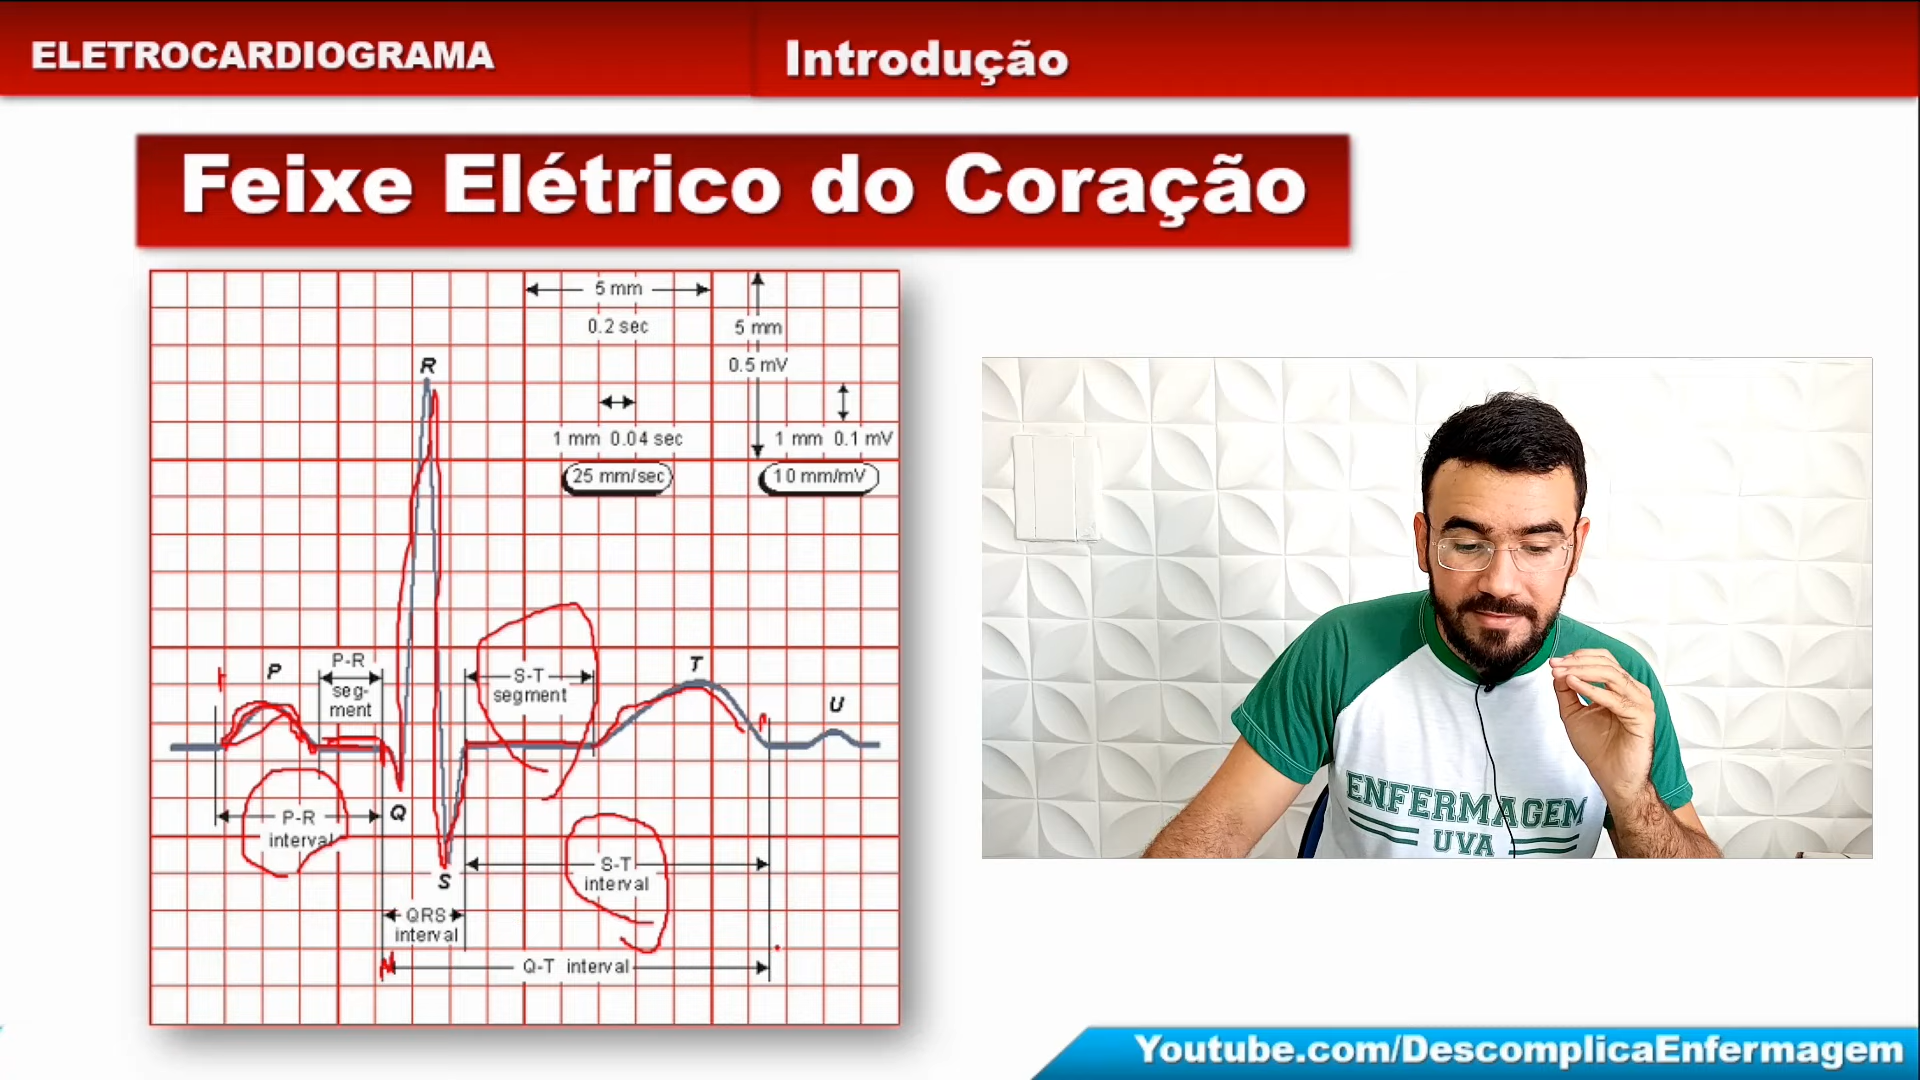 ELETROCARDIOGRAMA
Introdução
Feixe Elétrico do Coração
5 mm
0.2 sec
5 mm
0.5 mV
1 mm 0.04 sec
1 mm 0.1 mV
25 mm/sec
10 mm/mV
R
P
P-R
seg-
ment
S-T
segment
T
U
Q
P-R
interval
S
S-T
interval
QRS
interval
Q-T interval
ENFERMAGEM
UVA
Youtube.com/DescomplicaEnfermagem